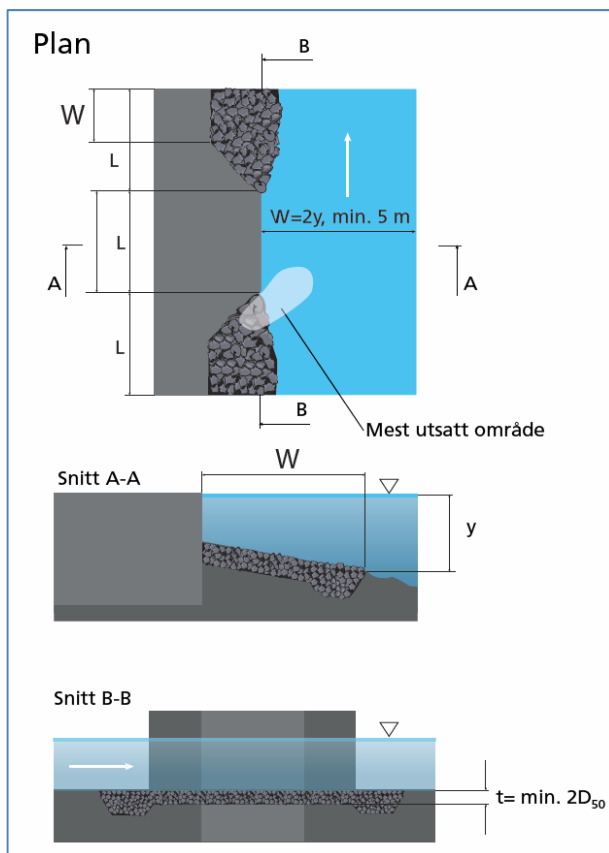 Plan
B
W
L
L
W=2y, min. 5 m
A
A
L
B
Mest utsatt område
Snitt A-A
W
y
Snitt B-B
t= min. 2D₅₀